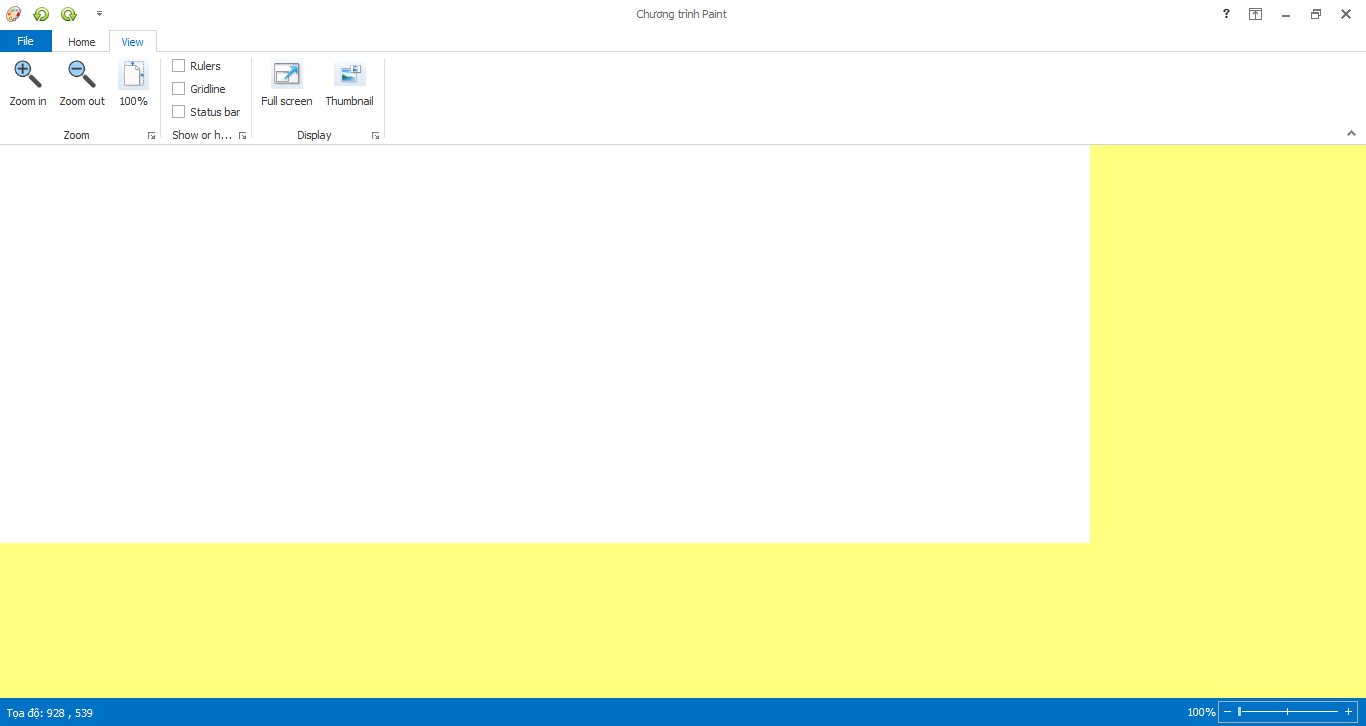 Chương trình Paint
?
File Home View
Zoom in Zoom out 100%
Rulers
Gridline
Status bar
Full screen Thumbnail
Zoom Show or h... Display
Tọa độ: 928 , 539 100%